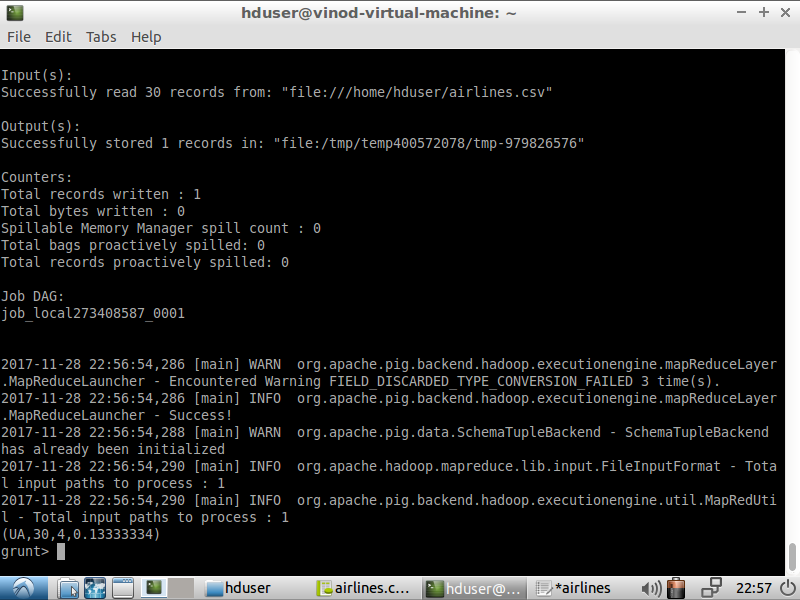 hduser@vinod-virtual-machine: ~
File Edit Tabs Help
Input(s):
Successfully read 30 records from: "file:///home/hduser/airlines.csv"
Output(s):
Successfully stored 1 records in: "file:/tmp/temp400572078/tmp-979826576"
Counters:
Total records written : 1
Total bytes written : 0
Spillable Memory Manager spill count : 0
Total bags proactively spilled: 0
Total records proactively spilled: 0
Job DAG:
job_local273408587_0001
2017-11-28 22:56:54,286 [main] WARN  org.apache.pig.backend.hadoop.executionengine.mapReduceLayer
.MapReduceLauncher - Encountered Warning FIELD_DISCARDED_TYPE_CONVERSION_FAILED 3 time(s).
2017-11-28 22:56:54,286 [main] INFO  org.apache.pig.backend.hadoop.executionengine.mapReduceLayer
.MapReduceLauncher - Success!
2017-11-28 22:56:54,288 [main] WARN  org.apache.pig.data.SchemaTupleBackend - SchemaTupleBackend
has already been initialized
2017-11-28 22:56:54,290 [main] INFO  org.apache.hadoop.mapreduce.lib.input.FileInputFormat - Tota
l input paths to process : 1
2017-11-28 22:56:54,290 [main] INFO  org.apache.pig.backend.hadoop.executionengine.util.MapRedUti
l - Total input paths to process : 1
(UA,30,4,0.13333334)
grunt>
hduser airlines.c... hduser@... *airlines 22:57